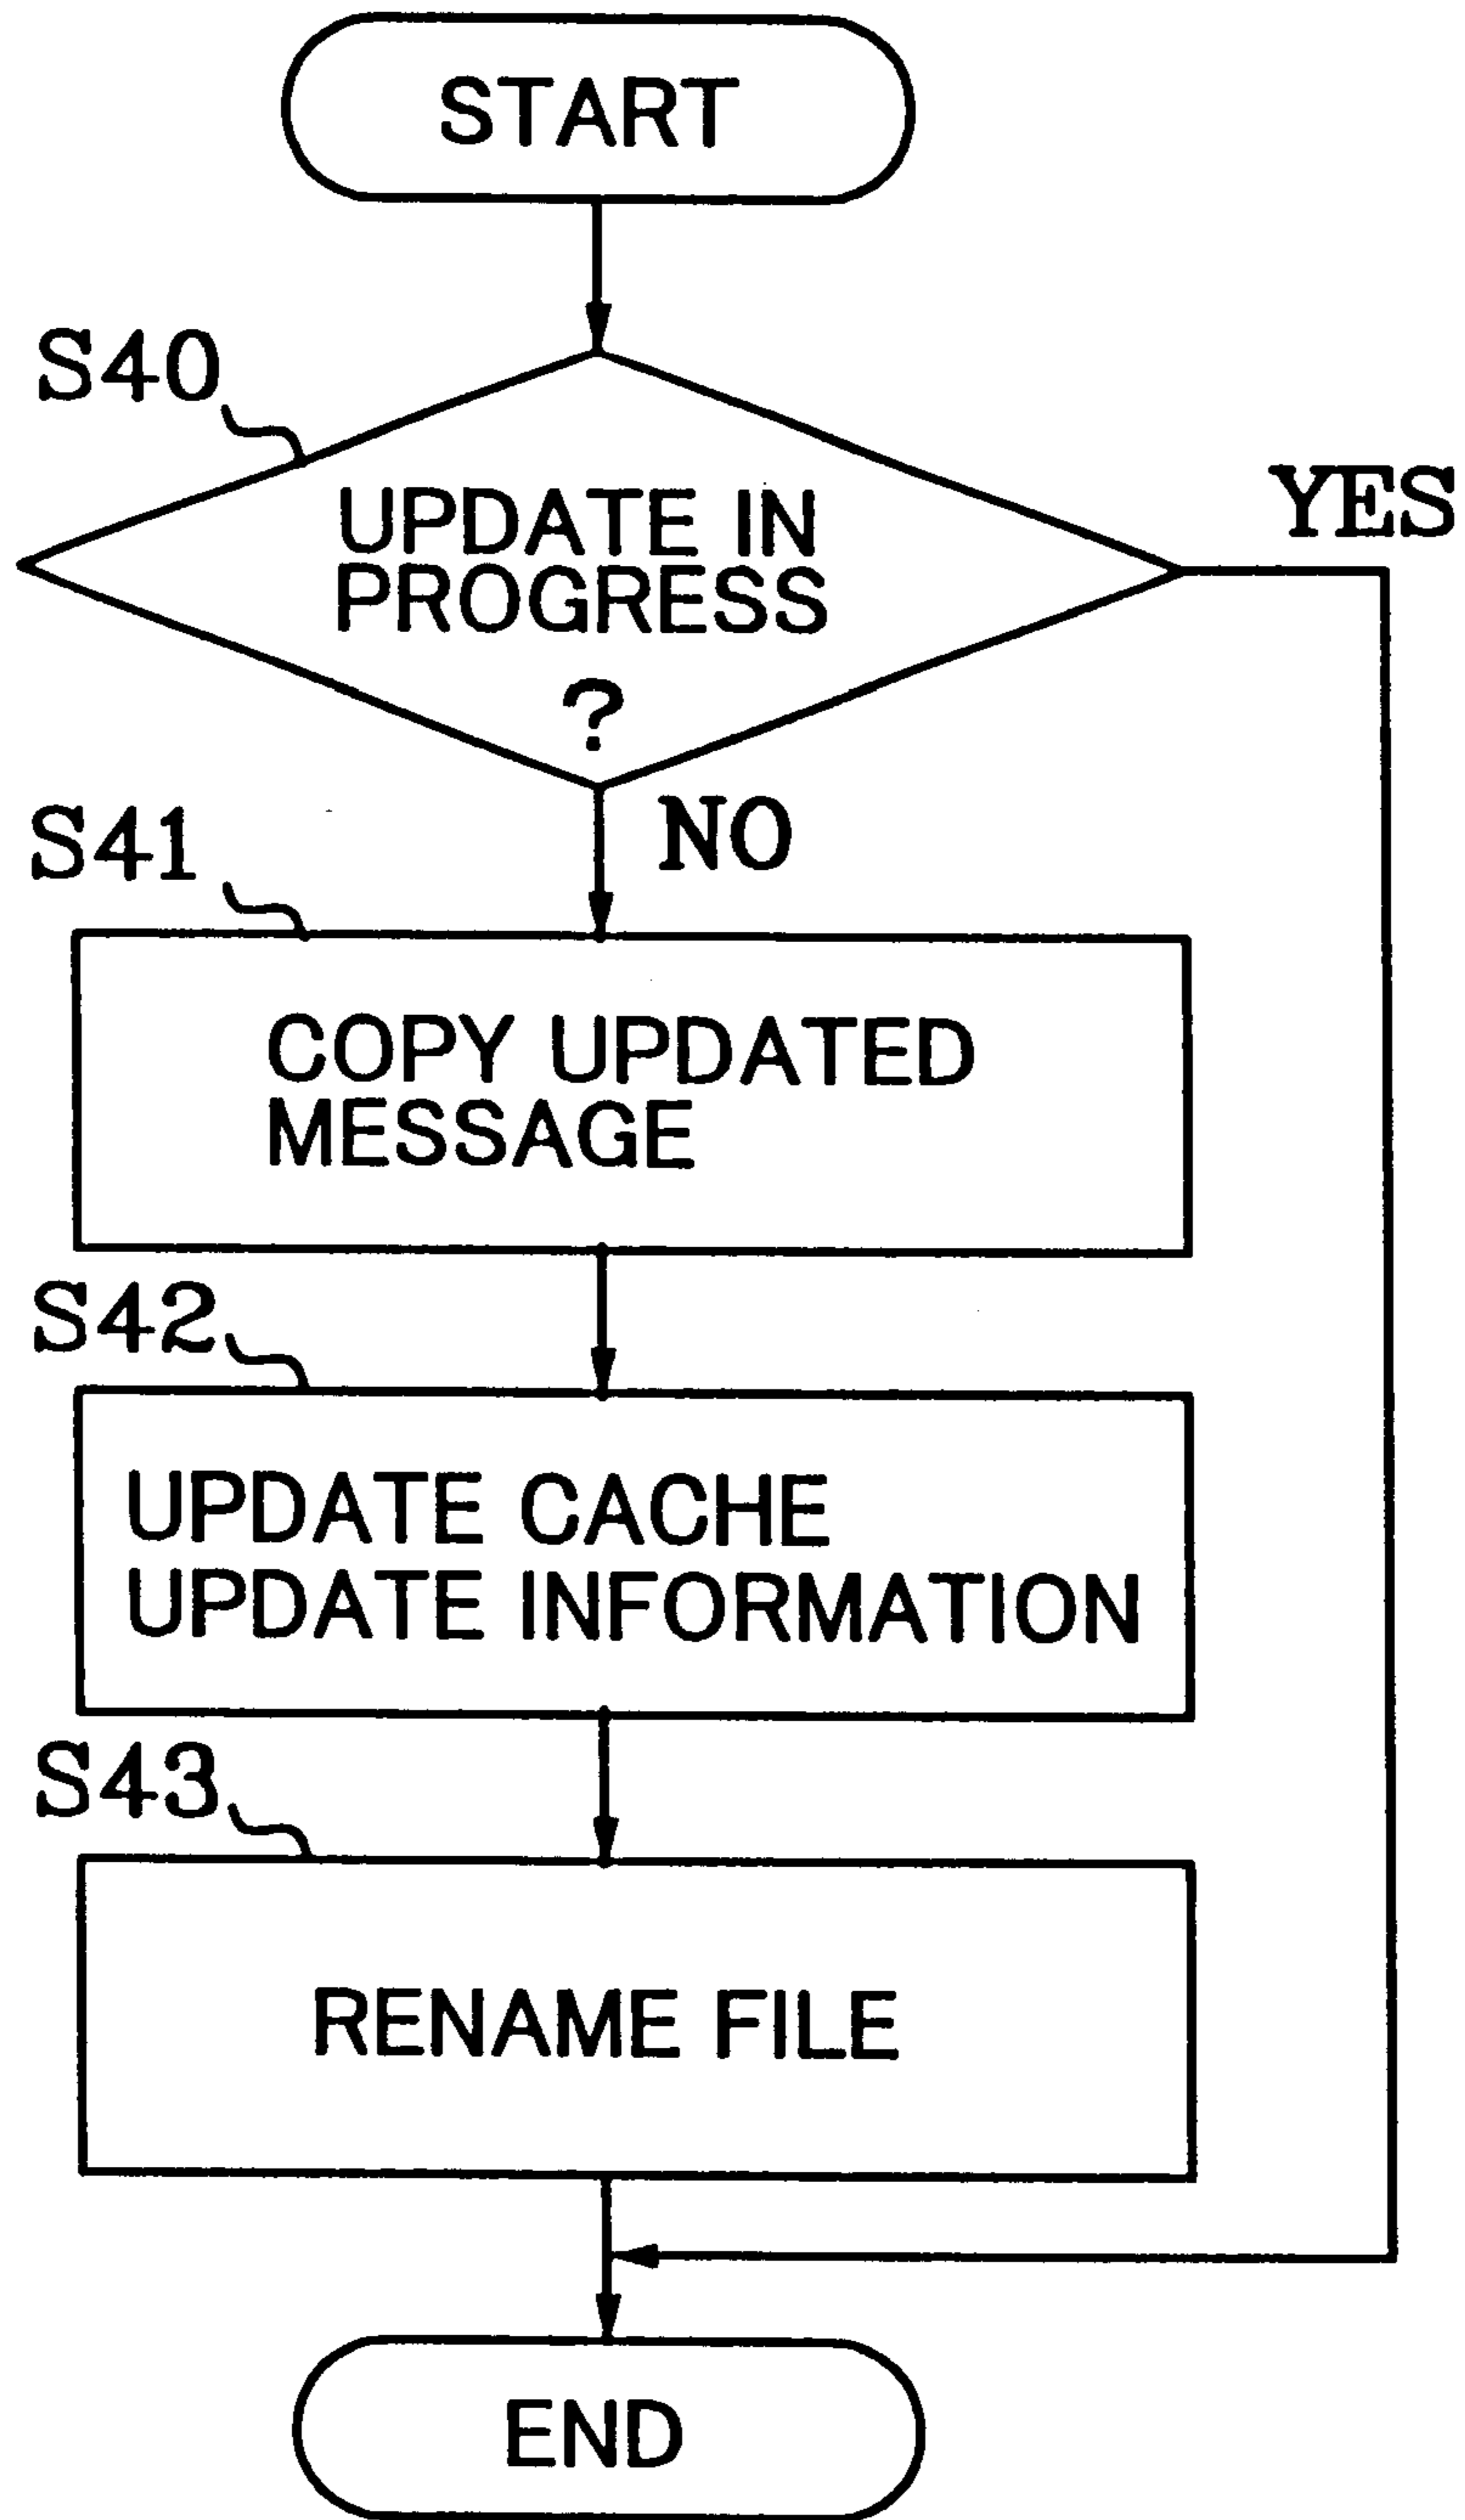 START
S40
UPDATE IN
PROGRESS
?
YES
NO
S41
COPY UPDATED
MESSAGE
S42
UPDATE CACHE
UPDATE INFORMATION
S43
RENAME FILE
END